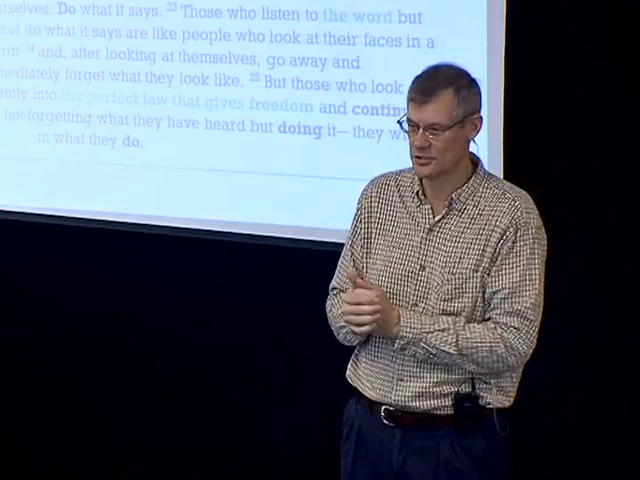 urselves. Do what it says. 23 Those who listen to the word but
not do what it says are like people who look at their faces in a
ror 24 and, after looking at themselves, go away and
mediately forget what they look like. 25 But those who look
ently into the perfect law that gives freedom and continu
not forgetting what they have heard but doing it— they w
in what they do.